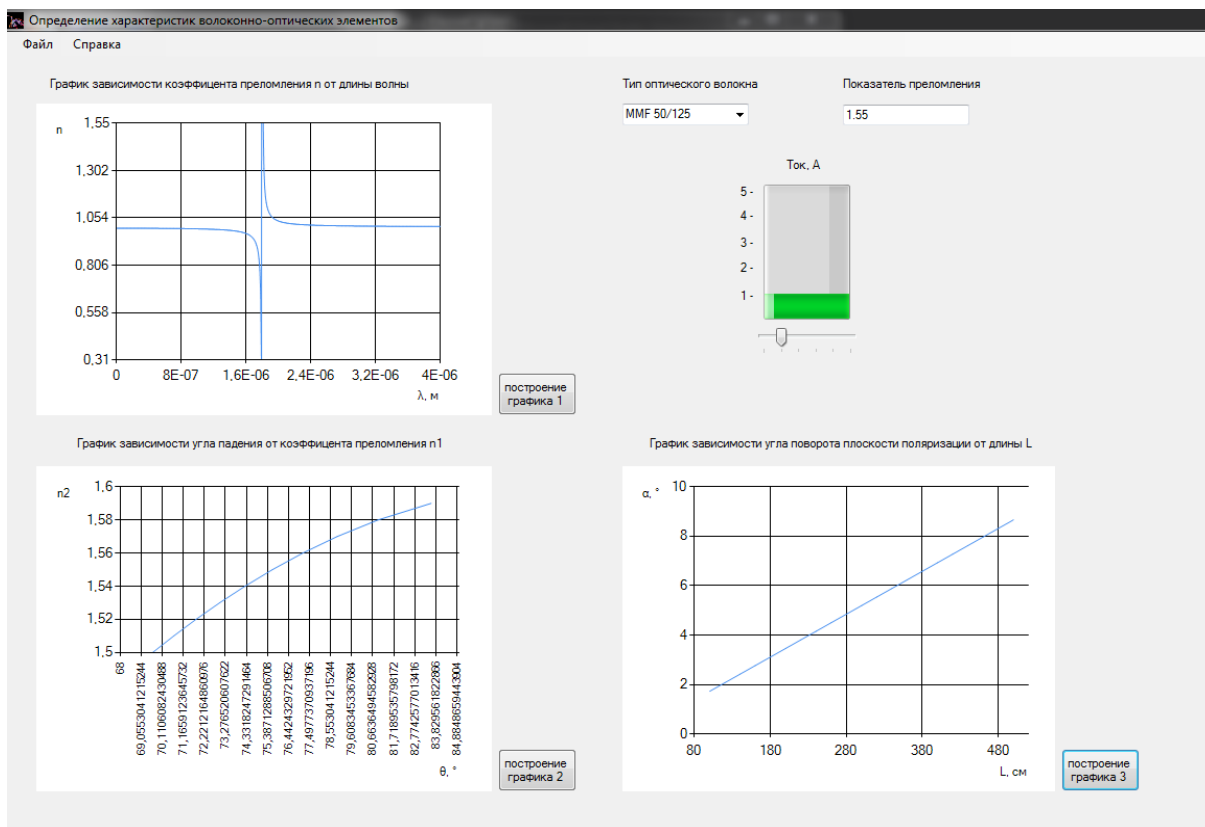 Определение характеристик волоконно-оптических элементов
Файл Справка
График зависимости коэффицента преломления n от длины волны
n
1,55
1,302
1,054
0,806
0,558
0,31
0 8E-07 1,6E-06 2,4E-06 3,2E-06 4E-06
λ, м
построение
графика 1
Тип оптического волокна
MMF 50/125
Показатель преломления
1.55
Ток, А
5 -
4 -
3 -
2 -
1 -
График зависимости угла падения от коэффицента преломления n1
n2
1,6
1,58
1,56
1,54
1,52
1,5
68
69,0553041215244
70,1106082430488
71,1659123645732
72,2212164860976
73,276520607622
74,3318247291464
75,3871288506708
76,4424329721952
77,4977370937196
78,553041215244
79,6083453367684
80,6636494582928
81,7189535798172
82,7742577013416
83,829561822866
84,8848659443904
θ, °
построение
графика 2
График зависимости угла поворота плоскости поляризации от длины L
α, °
10
8
6
4
2
0
80 180 280 380 480
L, см
построение
графика 3